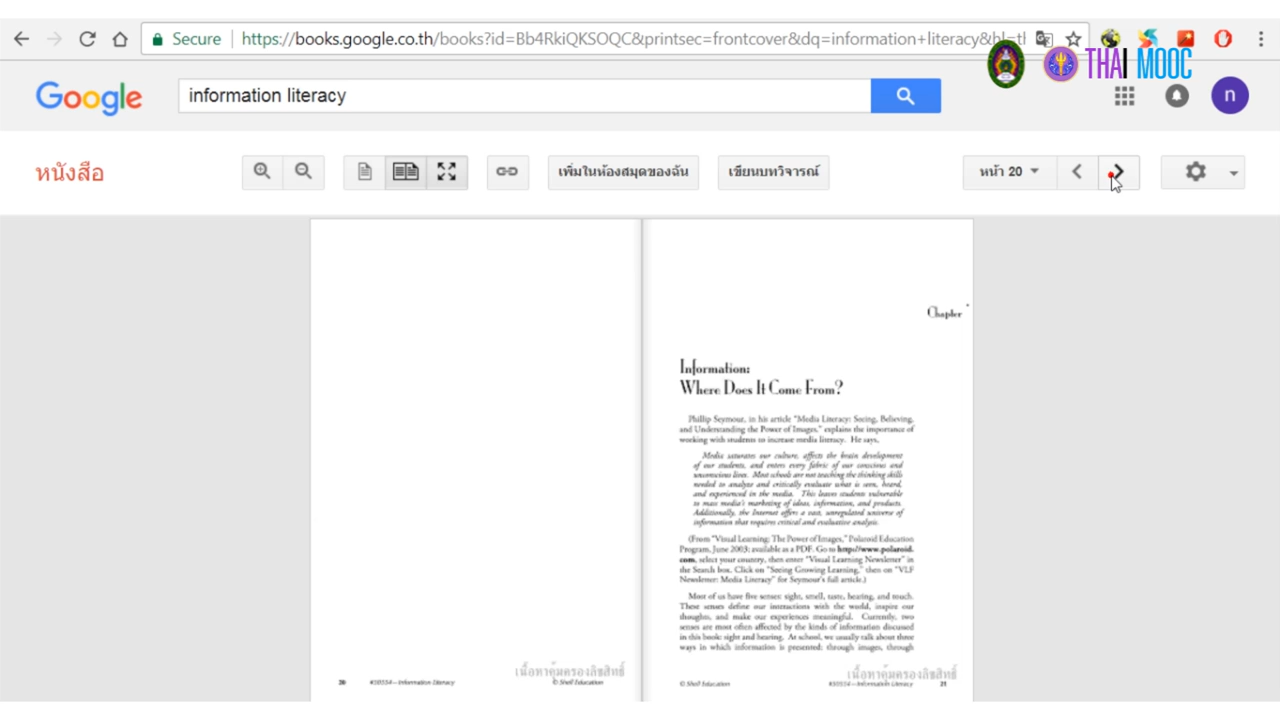 Secure
https://books.google.co.th/books?id=Bb4RkiQKSOQC&printsec=frontcover&dq=information+literacy&hl=tl
THAI MOOC
Google
information literacy
n
หนังสือ
เพิ่มในห้องสมุดของฉัน
เขียนบทวิจารณ์
หน้า 20
Chapter
Information:
Where Does It Come From?
Phillip Seymour, in his article "Media Literacy: Seeing, Believing,
and Understanding the Power of Images," explains the importance of
working with students to increase media literacy. He says,
Media saturates our culture, affects the brain development
of our students, and enters every fabric of our conscious and
unconscious lives. Most schools are not teaching the thinking skills
needed to analyze and critically evaluate what is seen, heard,
and experienced in the media. This leaves students vulnerable
to mass media's marketing of ideas, information, and products.
Additionally, the Internet offers a vast, unregulated universe of
information that requires critical and evaluative analysis.
(From "Visual Learning: The Power of Images," Polaroid Education
Program, June 2003; available as a PDF. Go to http://www.polaroid.
com, select your country, then enter "Visual Learning Newsletter" in
the Search box. Click on "Seeing Growing Learning," then on "VLF
Newsletter: Media Literacy" for Seymour's full article.)
Most of us have five senses: sight, smell, taste, hearing, and touch.
These senses define our interactions with the world, inspire our
thoughts, and make our experiences meaningful. Currently, two
senses are most often affected by the kinds of information discussed
in this book: sight and hearing. At school, we usually talk about three
ways in which information is presented: through images, through
เนื้อหาคุ้มครองลิขสิทธิ์
20 #30554—Information Literacy © Shell Education
เนื้อหาคุ้มครองลิขสิทธิ์
© Shell Education #30554—Information Literacy 21